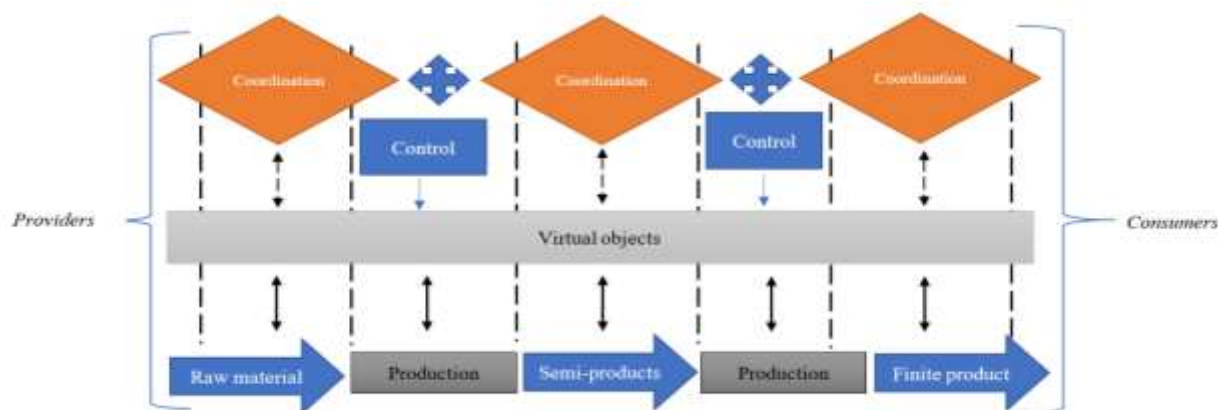 Coordination
Coordination
Coordination
Control
Control
Providers
Virtual objects
Consumers
Raw material
Production
Semi-products
Production
Finite product